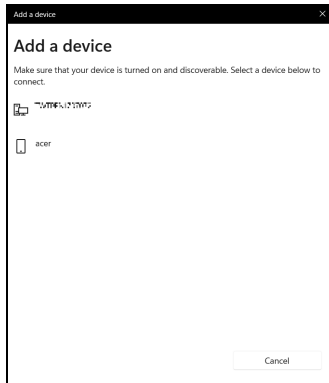 Add a device
Add a device
Make sure that your device is turned on and discoverable. Select a device below to
connect.
acer
Cancel